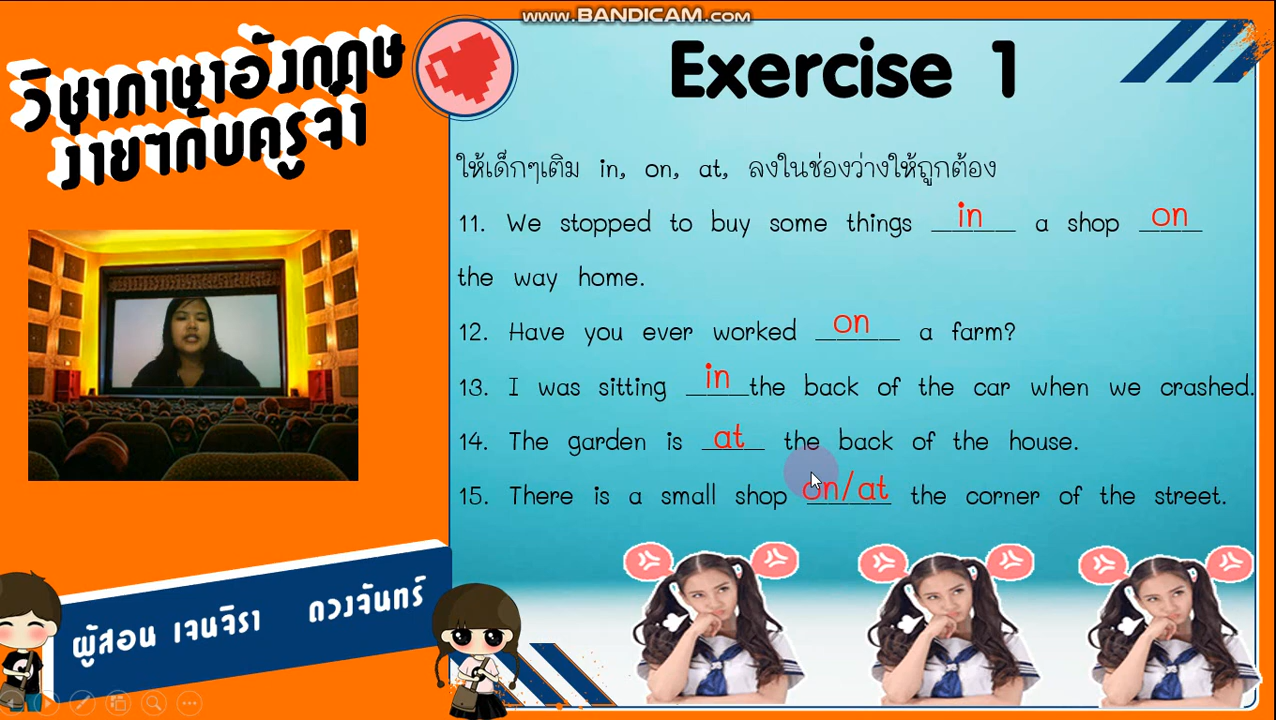 www.BANDICAM.com
วิชาภาษาอังกฤษ
ง่ายๆกับครูจ๋า
Exercise 1
ให้เด็กๆเติม in, on, at, ลงในช่องว่างให้ถูกต้อง
11. We stopped to buy some things in a shop on
the way home.
12. Have you ever worked on a farm?
13. I was sitting in the back of the car when we crashed.
14. The garden is at the back of the house.
15. There is a small shop on/at the corner of the street.
ผู้สอน เจนจิรา ดวงจันทร์